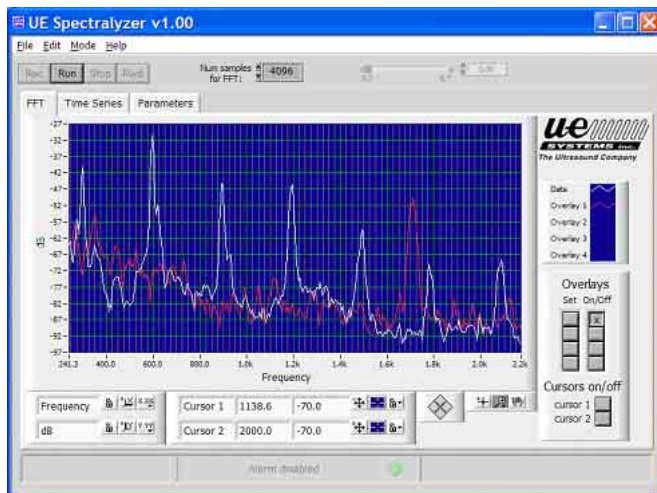 UE Spectralyzer v1.00
File Edit Mode Help
Rec Run Stop Rwd Num samples for FFT: 4096
FFT Time Series Parameters
-27
-32
-37
-42
-47
-52
-57
-62
-67
-72
-77
-82
-87
-92
-97
dB
241.3 400.0 600.0 800.0 1.0k 1.2k 1.4k 1.6k 1.8k 2.0k 2.2k
Frequency
ue
SYSTEMS inc.
The Ultrasound Company
Data
Overlay 1
Overlay 2
Overlay 3
Overlay 4
Overlays
Set On/Off
X
Cursors on/off
cursor 1
cursor 2
Frequency
dB
Cursor 1 1138.6 -70.0
Cursor 2 2000.0 -70.0
Alarm disabled